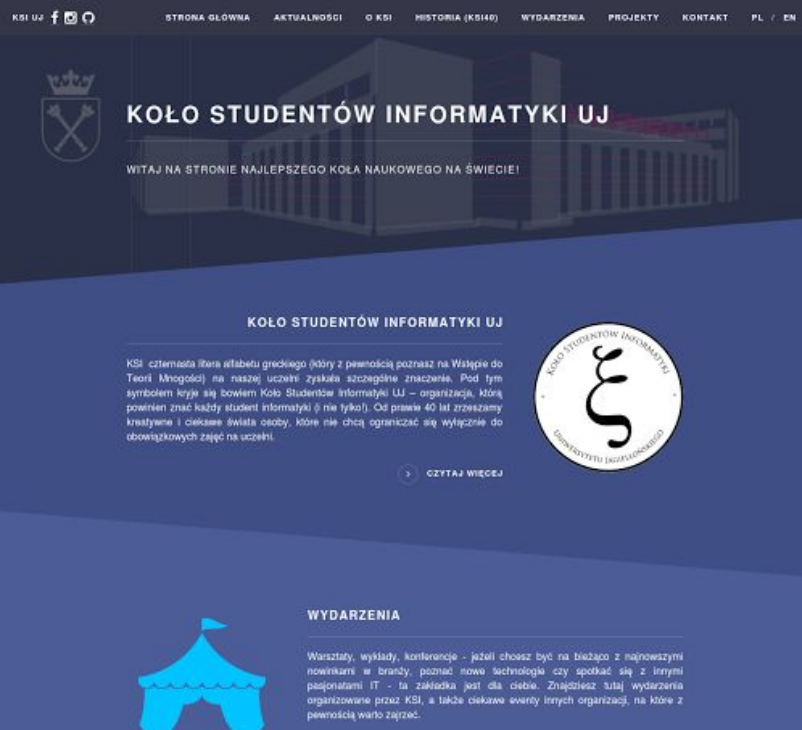 KSI UJ
STRONA GŁÓWNA AKTUALNOŚCI O KSI HISTORIA (KSI40) WYDARZENIA PROJEKTY KONTAKT PL / EN
KOŁO STUDENTÓW INFORMATYKI UJ
WITAJ NA STRONIE NAJLEPSZEGO KOŁA NAUKOWEGO NA ŚWIECIE!
KOŁO STUDENTÓW INFORMATYKI UJ
KSI czternasta litera alfabetu greckiego (który z pewnością poznasz na Wstępie do
Teorii Mnogości) na naszej uczelni zyskała szczególne znaczenie. Pod tym
symbolem kryje się bowiem Koło Studentów Informatyki UJ – organizacja, którą
powinien znać każdy student informatyki (i nie tylko!). Od prawie 40 lat zrzeszamy
kreatywne i ciekawe świata osoby, które nie chcą ograniczać się wyłącznie do
obowiązkowych zajęć na uczelni.
CZYTAJ WIĘCEJ
KOŁO STUDENTÓW INFORMATYKI
ξ
UNIWERSYTETU JAGIELLOŃSKIEGO
WYDARZENIA
Warsztaty, wykłady, konferencje - jeżeli chcesz być na bieżąco z najnowszymi
nowinkami w branży, poznać nowe technologie czy spotkać się z innymi
pasjonatami IT - ta zakładka jest dla ciebie. Znajdziesz tutaj wydarzenia
organizowane przez KSI, a także ciekawe eventy innych organizacji, na które z
pewnością warto zajrzeć.